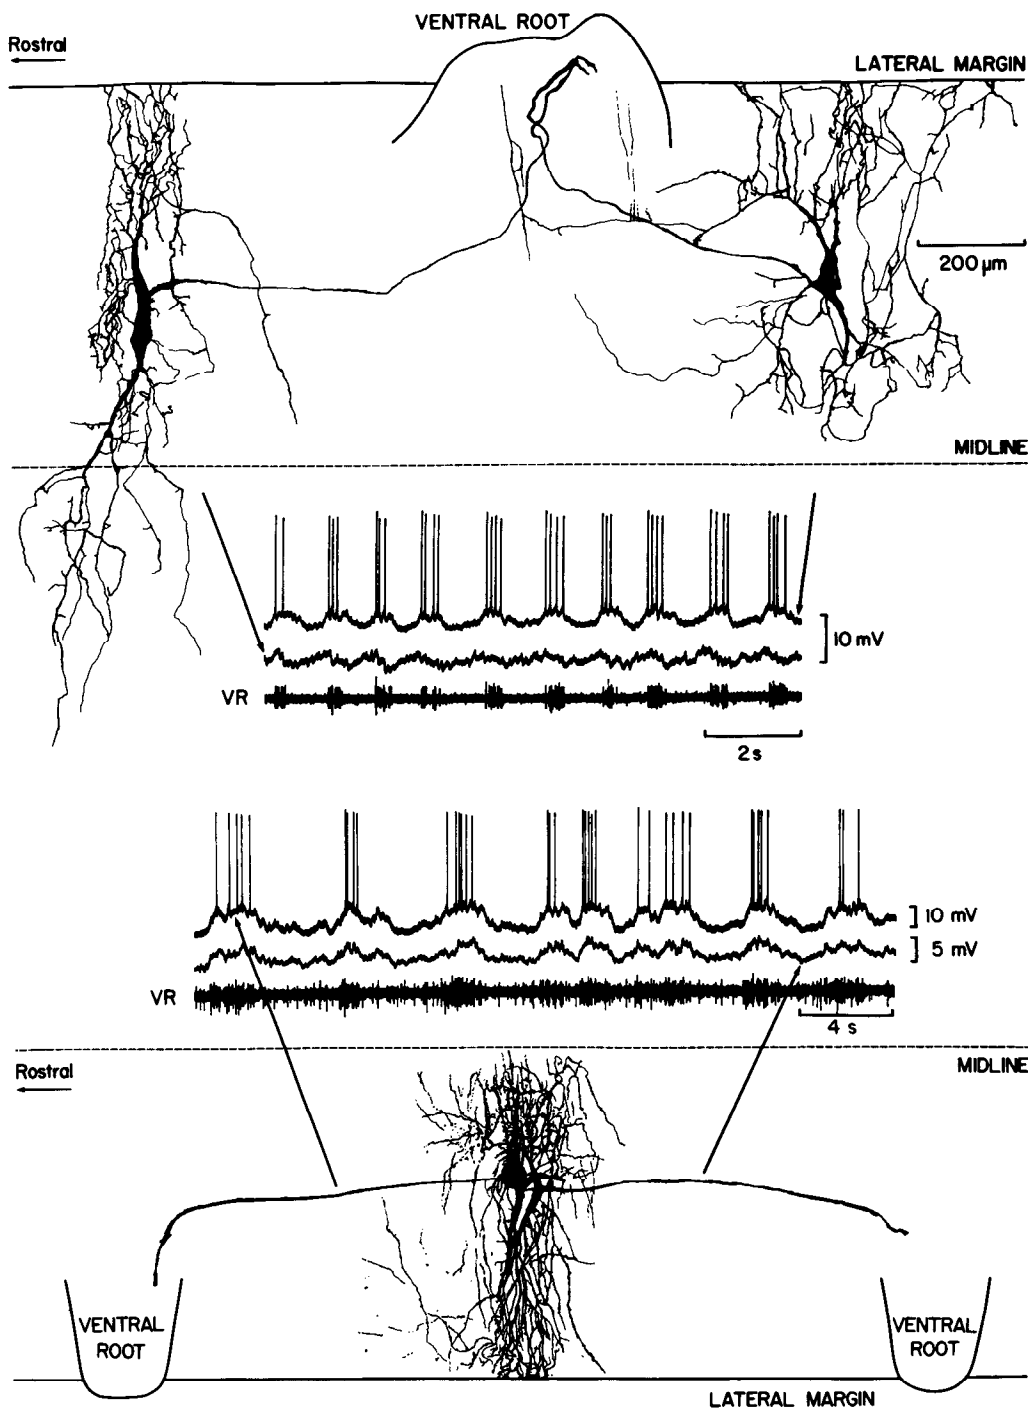 VENTRAL ROOT
Rostral
LATERAL MARGIN
200 µm
MIDLINE
10 mV
VR
2s
10 mV
5 mV
VR
4 s
MIDLINE
Rostral
VENTRAL
ROOT
VENTRAL
ROOT
LATERAL MARGIN